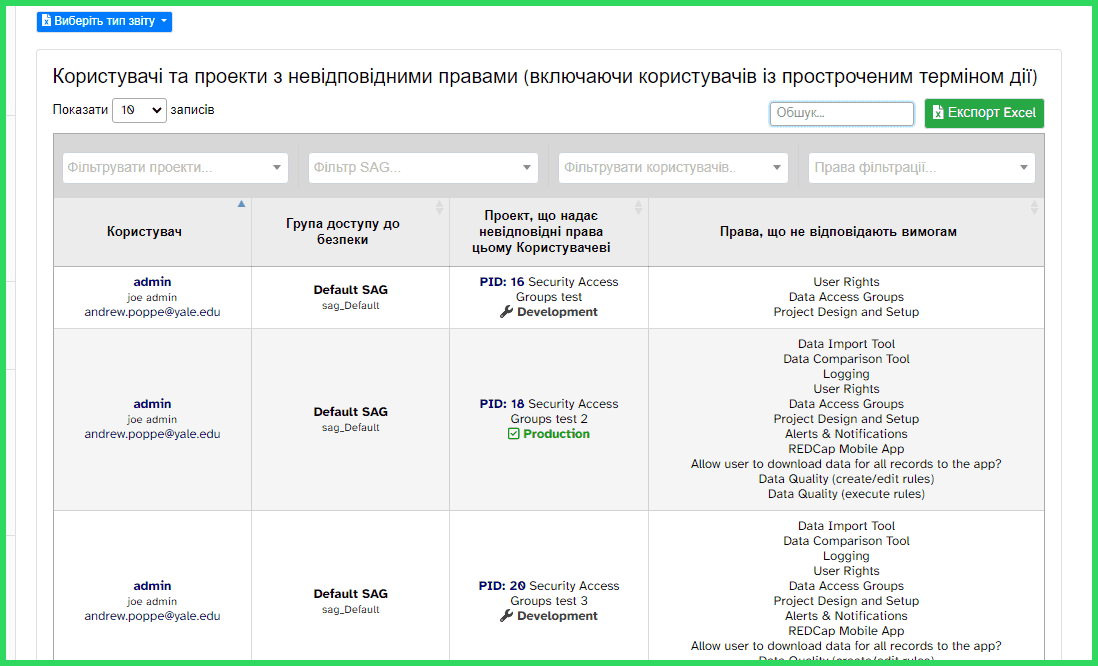 Виберіть тип звіту
Користувачі та проекти з невідповідними правами (включаючи користувачів із простроченим терміном дії)
Показати 10 записів
Обшук...
Експорт Excel
Фільтрувати проекти...
Фільтр SAG...
Фільтрувати користувачів..
Права фільтрації...
Користувач
Група доступу до
безпеки
Проект, що надає
невідповідні права
цьому Користувачеві
Права, що не відповідають вимогам
admin
joe admin
andrew.poppe@yale.edu
Default SAG
sag_Default
PID: 16 Security Access
Groups test
Development
User Rights
Data Access Groups
Project Design and Setup
admin
joe admin
andrew.poppe@yale.edu
Default SAG
sag_Default
PID: 18 Security Access
Groups test 2
Production
Data Import Tool
Data Comparison Tool
Logging
User Rights
Data Access Groups
Project Design and Setup
Alerts & Notifications
REDCap Mobile App
Allow user to download data for all records to the app?
Data Quality (create/edit rules)
Data Quality (execute rules)
admin
joe admin
andrew.poppe@yale.edu
Default SAG
sag_Default
PID: 20 Security Access
Groups test 3
Development
Data Import Tool
Data Comparison Tool
Logging
User Rights
Data Access Groups
Project Design and Setup
Alerts & Notifications
REDCap Mobile App
Allow user to download data for all records to the app?
Data Quality (create/edit rules)